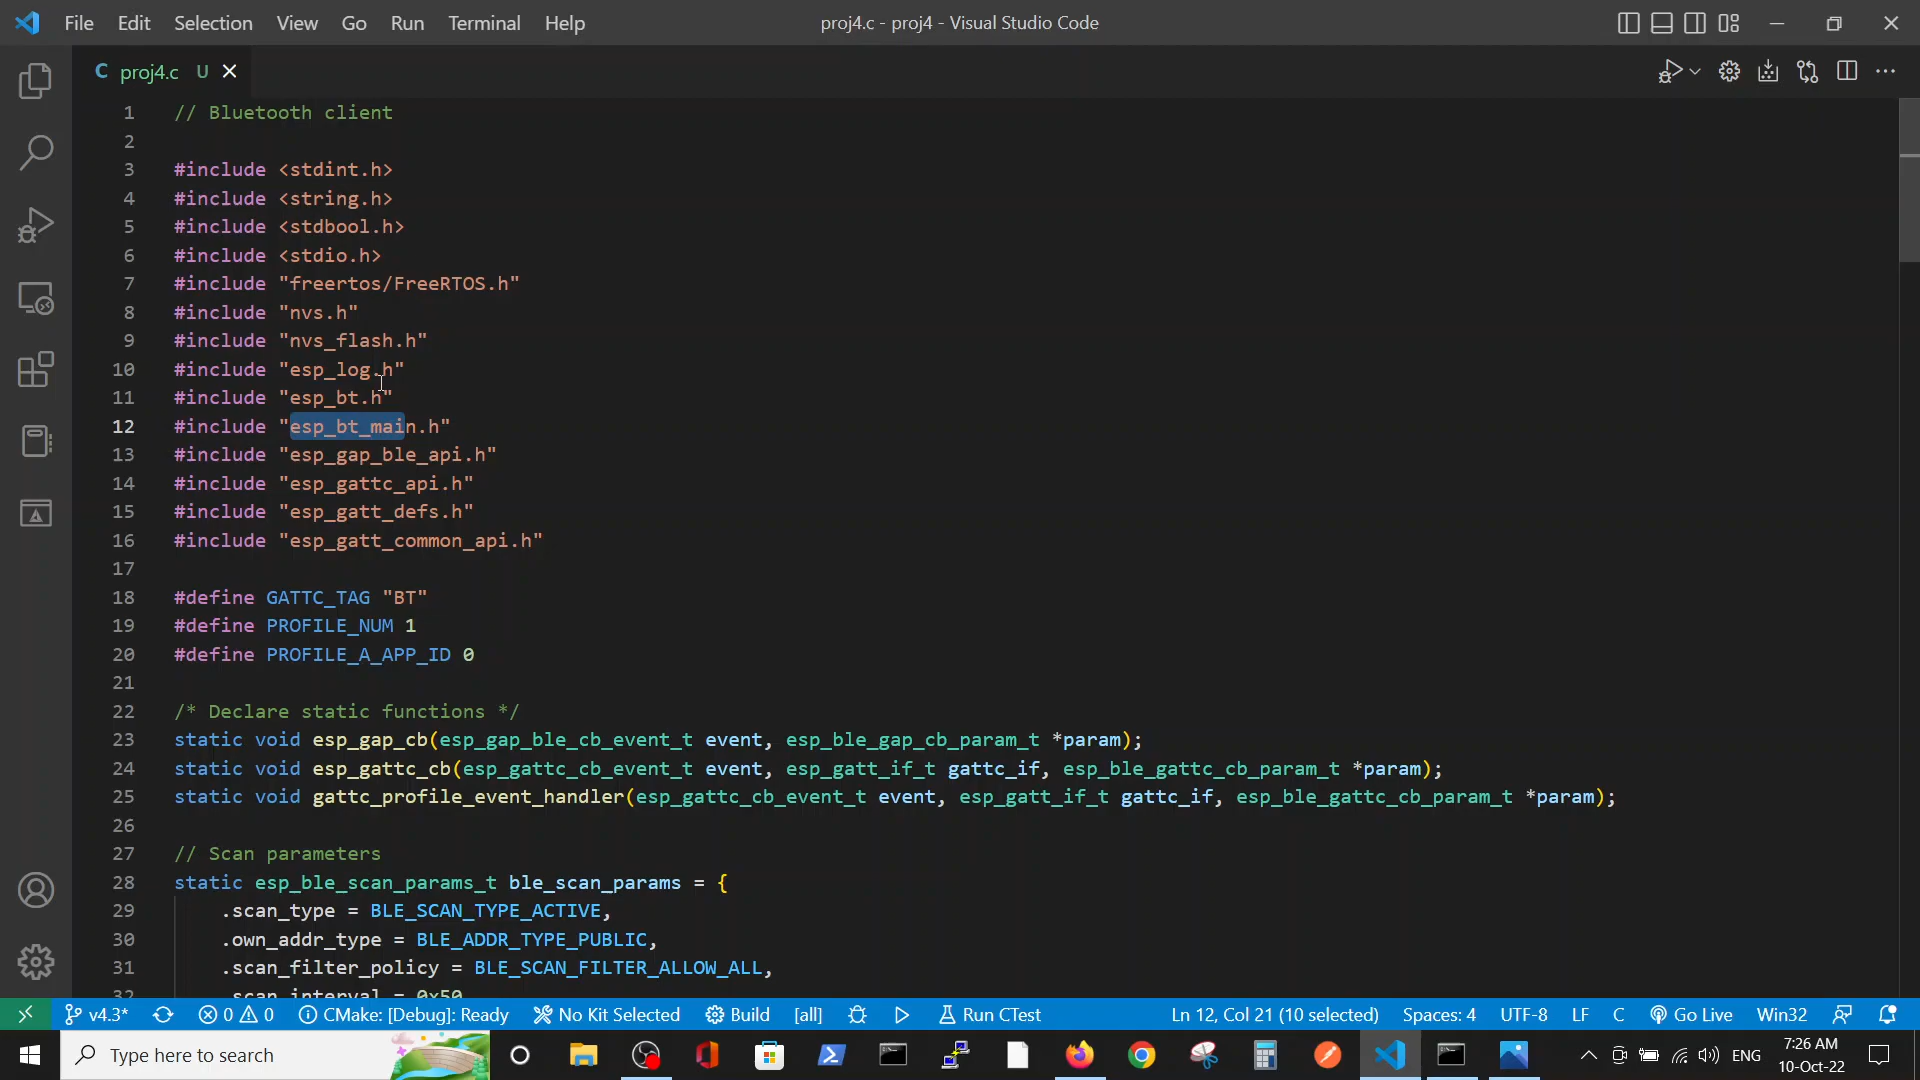 File Edit Selection View Go Run Terminal Help proj4.c - proj4 - Visual Studio Code
C proj4.c U
1 // Bluetooth client
2
3 #include <stdint.h>
4 #include <string.h>
5 #include <stdbool.h>
6 #include <stdio.h>
7 #include "freertos/FreeRTOS.h"
8 #include "nvs.h"
9 #include "nvs_flash.h"
10 #include "esp_log.h"
11 #include "esp_bt.h"
12 #include "esp_bt_main.h"
13 #include "esp_gap_ble_api.h"
14 #include "esp_gattc_api.h"
15 #include "esp_gatt_defs.h"
16 #include "esp_gatt_common_api.h"
17
18 #define GATTC_TAG "BT"
19 #define PROFILE_NUM 1
20 #define PROFILE_A_APP_ID 0
21
22 /* Declare static functions */
23 static void esp_gap_cb(esp_gap_ble_cb_event_t event, esp_ble_gap_cb_param_t *param);
24 static void esp_gattc_cb(esp_gattc_cb_event_t event, esp_gatt_if_t gattc_if, esp_ble_gattc_cb_param_t *param);
25 static void gattc_profile_event_handler(esp_gattc_cb_event_t event, esp_gatt_if_t gattc_if, esp_ble_gattc_cb_param_t *param);
26
27 // Scan parameters
28 static esp_ble_scan_params_t ble_scan_params = {
29 .scan_type = BLE_SCAN_TYPE_ACTIVE,
30 .own_addr_type = BLE_ADDR_TYPE_PUBLIC,
31 .scan_filter_policy = BLE_SCAN_FILTER_ALLOW_ALL,
32 .scan_interval = 0x50
v4.3* 0 0 CMake: [Debug]: Ready No Kit Selected Build [all] Run CTest Ln 12, Col 21 (10 selected) Spaces: 4 UTF-8 LF C Go Live Win32
Type here to search ENG 7:26 AM
10-Oct-22